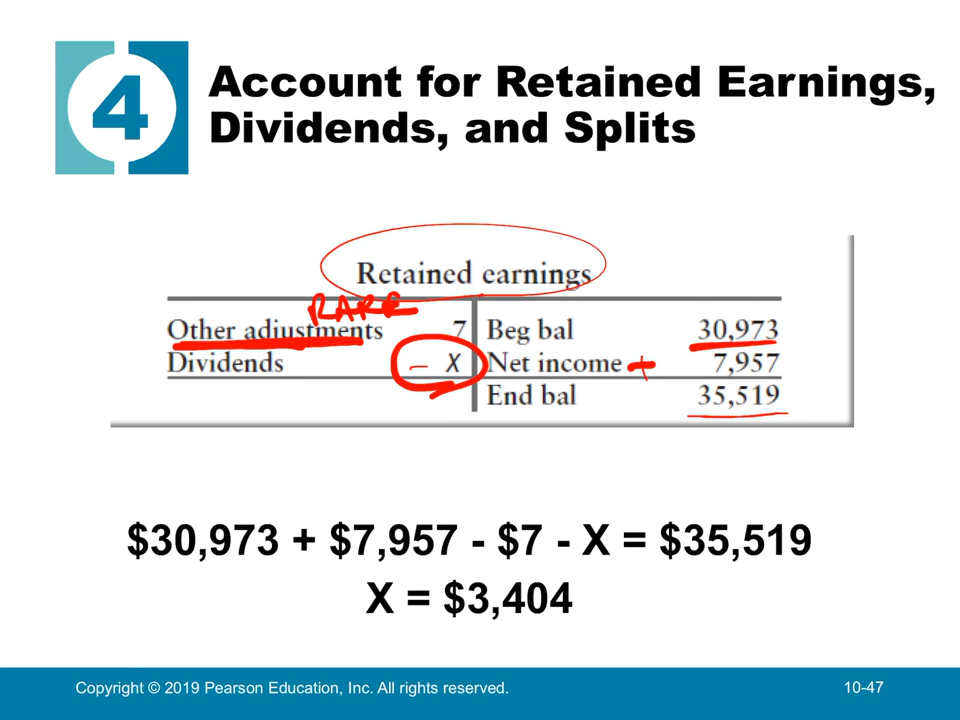 4
Account for Retained Earnings,
Dividends, and Splits
Retained earnings
RARE
Other adjustments 7 Beg bal 30,973
Dividends - X Net income + 7,957
End bal 35,519
$30,973 + $7,957 - $7 - X = $35,519
X = $3,404
Copyright © 2019 Pearson Education, Inc. All rights reserved. 10-47